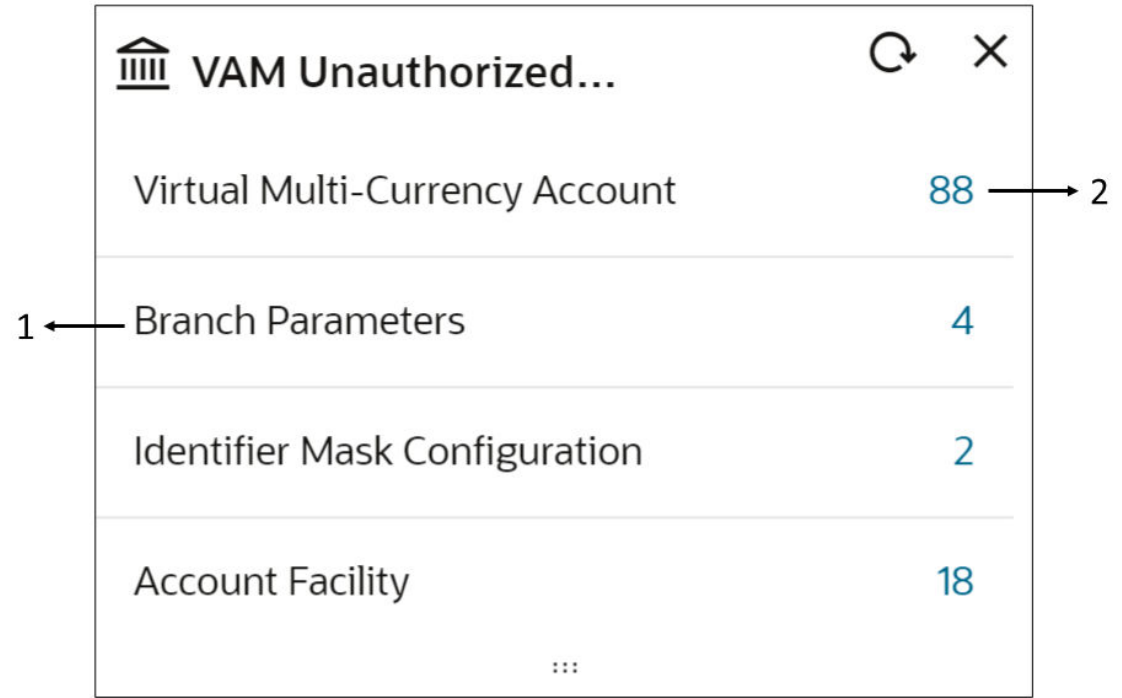 VAM Unauthorized...
Virtual Multi-Currency Account 88 2
1 Branch Parameters 4
Identifier Mask Configuration 2
Account Facility 18